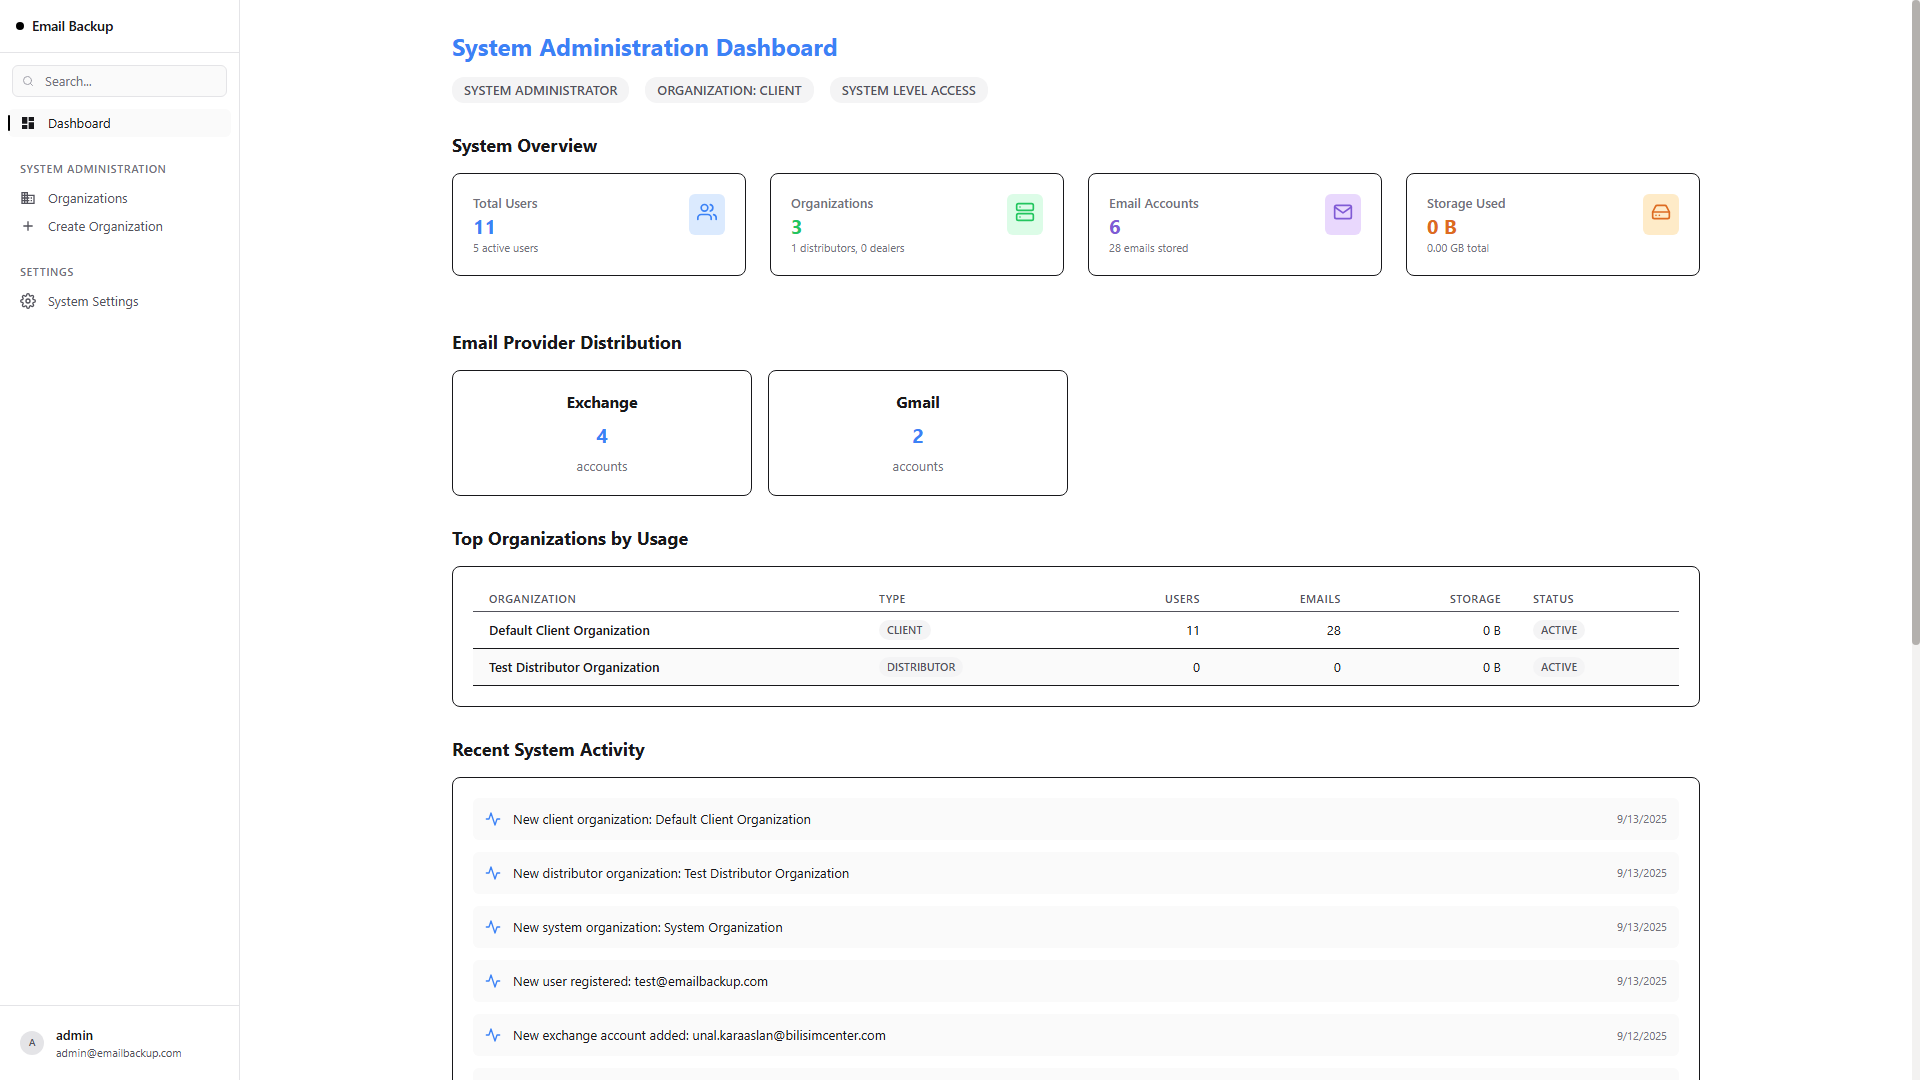 Email Backup
Search...
Dashboard
SYSTEM ADMINISTRATION
Organizations
Create Organization
SETTINGS
System Settings
A
admin
admin@emailbackup.com
System Administration Dashboard
SYSTEM ADMINISTRATOR ORGANIZATION: CLIENT SYSTEM LEVEL ACCESS
System Overview
Total Users
11
5 active users
Organizations
3
1 distributors, 0 dealers
Email Accounts
6
28 emails stored
Storage Used
0 B
0.00 GB total
Email Provider Distribution
Exchange
4
accounts
Gmail
2
accounts
Top Organizations by Usage
ORGANIZATION TYPE USERS EMAILS STORAGE STATUS
Default Client Organization CLIENT 11 28 0 B ACTIVE
Test Distributor Organization DISTRIBUTOR 0 0 0 B ACTIVE
Recent System Activity
New client organization: Default Client Organization 9/13/2025
New distributor organization: Test Distributor Organization 9/13/2025
New system organization: System Organization 9/13/2025
New user registered: test@emailbackup.com 9/13/2025
New exchange account added: unal.karaaslan@bilisimcenter.com 9/12/2025